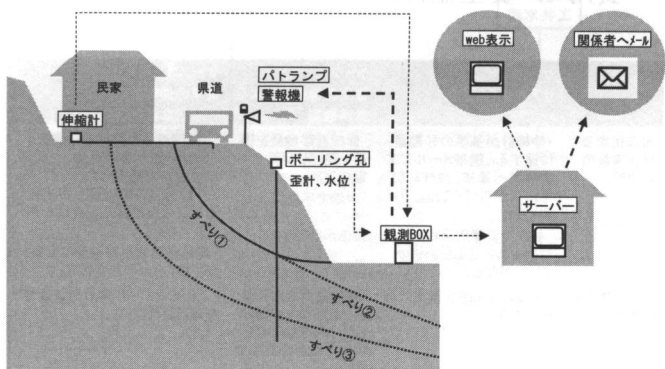 web表示
関係者へメール
民家
県道
パトランプ
警報機
伸縮計
ボーリング孔
歪計、水位
サーバー
観測BOX
すべり①
すべり②
すべり③